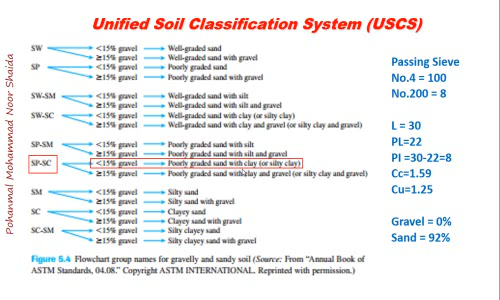 Unified Soil Classification System (USCS)
Pohanmal Mohammad Noor Shaida
SW <15% gravel Well-graded sand
≥15% gravel Well-graded sand with gravel
SP <15% gravel Poorly graded sand
≥15% gravel Poorly graded sand with gravel
SW-SM <15% gravel Well-graded sand with silt
≥15% gravel Well-graded sand with silt and gravel
SW-SC <15% gravel Well-graded sand with clay (or silty clay)
≥15% gravel Well-graded sand with clay and gravel (or silty clay and gravel)
SP-SM <15% gravel Poorly graded sand with silt
≥15% gravel Poorly graded sand with silt and gravel
SP-SC <15% gravel Poorly graded sand with clay (or silty clay)
≥15% gravel Poorly graded sand with clay and gravel (or silty clay and gravel)
SM <15% gravel Silty sand
≥15% gravel Silty sand with gravel
SC <15% gravel Clayey sand
≥15% gravel Clayey sand with gravel
SC-SM <15% gravel Silty clayey sand
≥15% gravel Silty clayey sand with gravel
Figure 5.4 Flowchart group names for gravelly and sandy soil (Source: From "Annual Book of
ASTM Standards, 04.08." Copyright ASTM INTERNATIONAL. Reprinted with permission.)
Passing Sieve
No.4 = 100
No.200 = 8
L = 30
PL=22
PI =30-22=8
Cc=1.59
Cu=1.25
Gravel = 0%
Sand = 92%